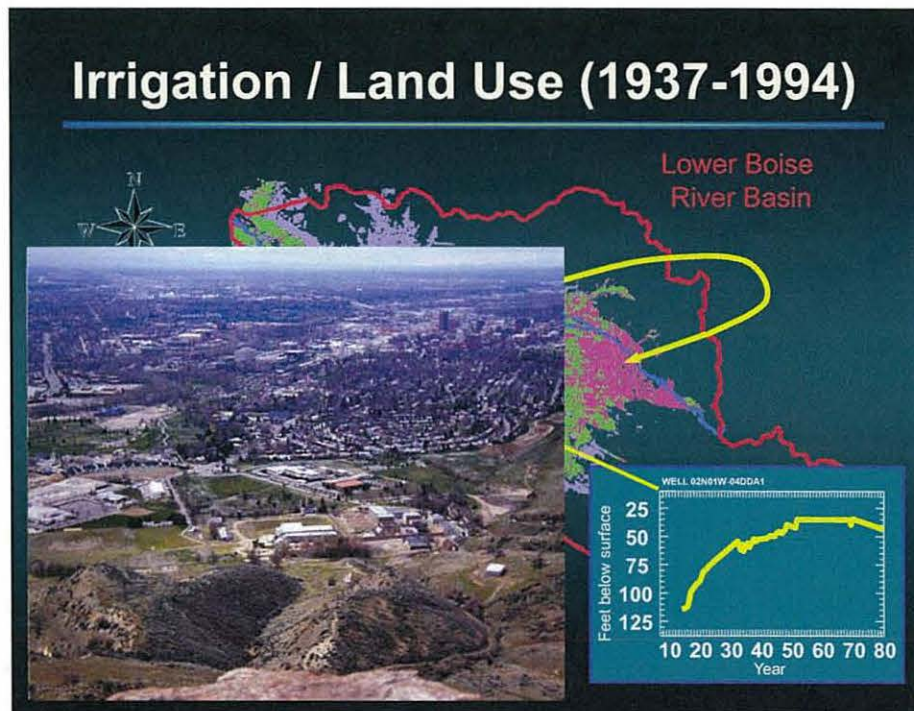 Irrigation / Land Use (1937-1994)
Lower Boise
River Basin
N
W E
WELL 02N01W-04DDA1
Feet below surface
25
50
75
100
125
10 20 30 40 50 60 70 80
Year